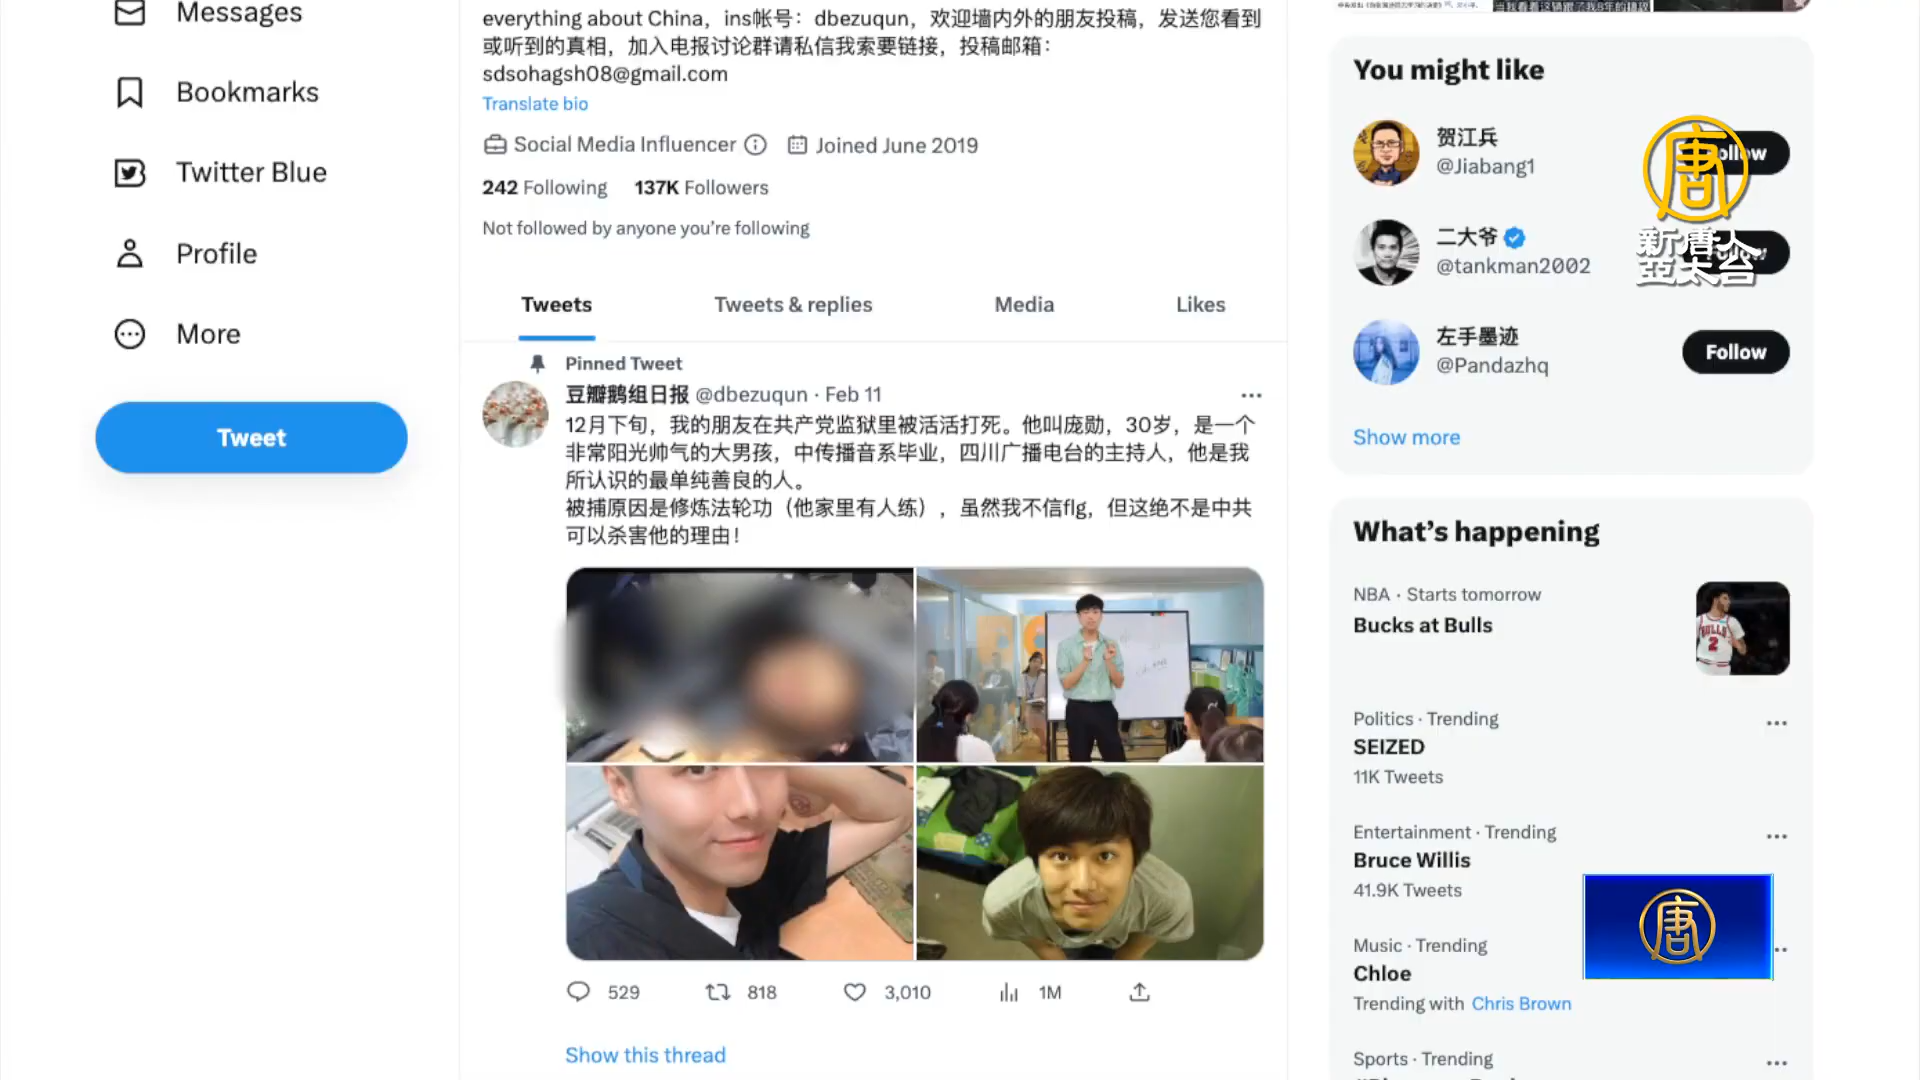 Messages
Bookmarks
Twitter Blue
Profile
More
Tweet
everything about China，ins帐号：dbezuqun，欢迎墙内外的朋友投稿，发送您看到
或听到的真相，加入电报讨论群请私信我索要链接，投稿邮箱：
sdsohagsh08@gmail.com
Translate bio
Social Media Influencer
Joined June 2019
242 Following 137K Followers
Not followed by anyone you’re following
Tweets
Tweets & replies
Media
Likes
Pinned Tweet
豆瓣鹅组日报 @dbezuqun · Feb 11
12月下旬，我的朋友在共产党监狱里被活活打死。他叫庞勋，30岁，是一个
非常阳光帅气的大男孩，中传播音系毕业，四川广播电台的主持人，他是我
所认识的最单纯善良的人。
被捕原因是修炼法轮功（他家里有人练），虽然我不信flg，但这绝不是中共
可以杀害他的理由！
529
818
3,010
1M
Show this thread
You might like
贺江兵
@Jiabang1
二大爷
@tankman2002
左手墨迹
@Pandazhq
Follow
Show more
唐
新唐人
亞太台
What’s happening
NBA · Starts tomorrow
Bucks at Bulls
BULLS
2
Politics · Trending
SEIZED
11K Tweets
Entertainment · Trending
Bruce Willis
41.9K Tweets
Music · Trending
Chloe
Trending with Chris Brown
唐
Sports · Trending